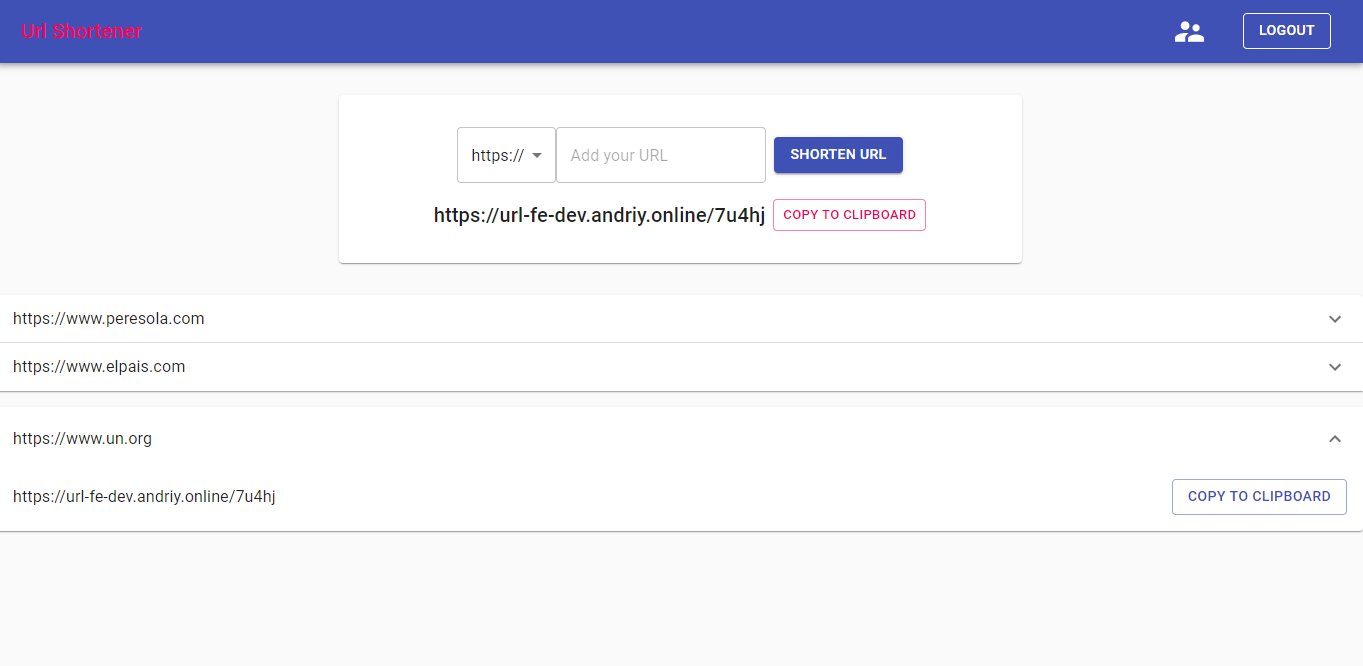 Url Shortener
LOGOUT
https://
Add your URL
SHORTEN URL
https://url-fe-dev.andriy.online/7u4hj
COPY TO CLIPBOARD
https://www.peresola.com
https://www.elpais.com
https://www.un.org
https://url-fe-dev.andriy.online/7u4hj
COPY TO CLIPBOARD